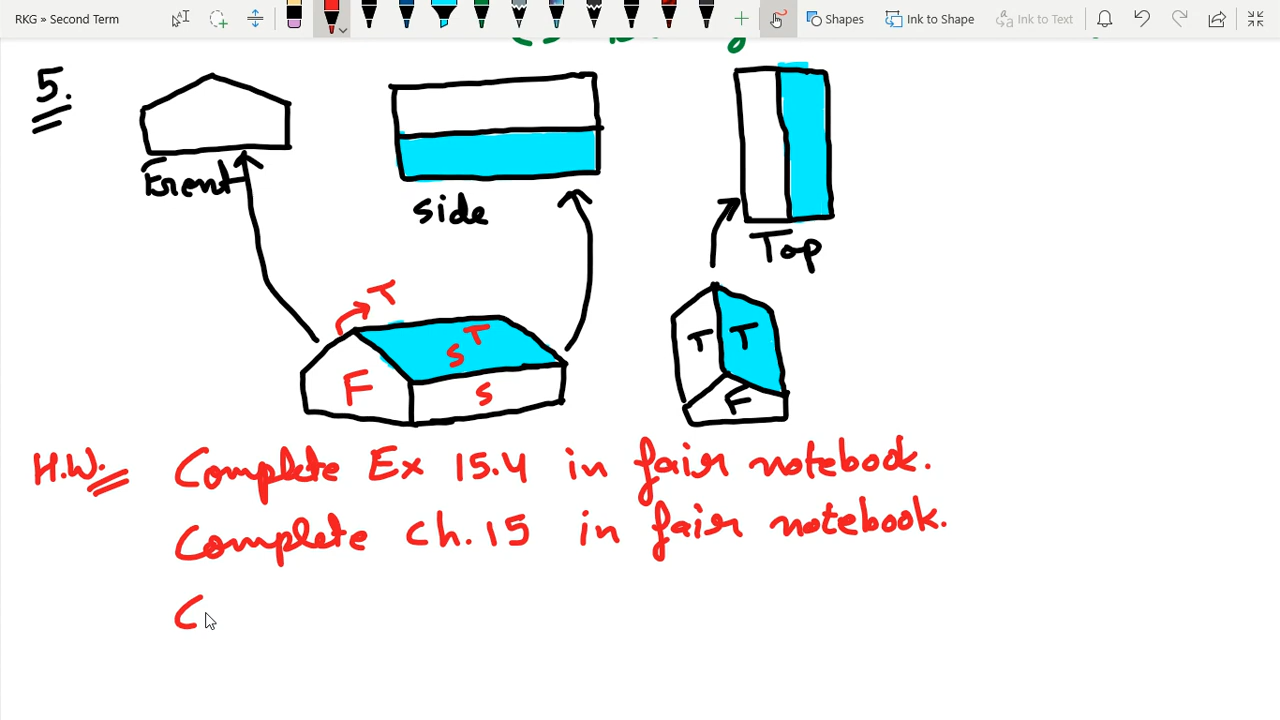 RKG » Second Term
Shapes
Ink to Shape
Ink to Text
5.
Front
side
Top
T
T
S
F
S
T
T
F
H.W. Complete Ex 15.4 in fair notebook.
Complete Ch.15 in fair notebook.
C